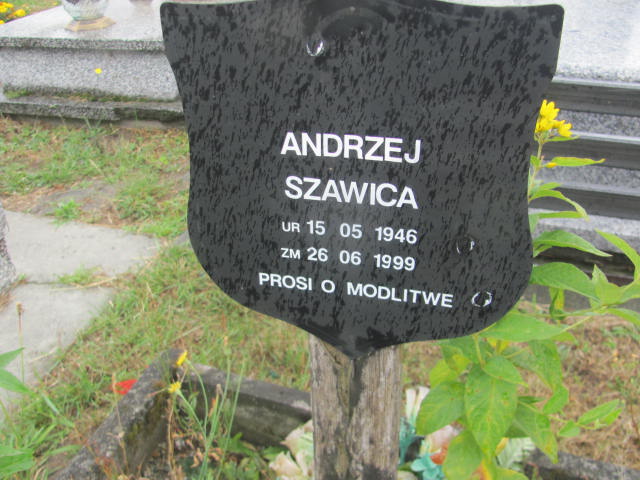 ANDRZEJ
SZAWICA
UR 15 05 1946
ZM 26 06 1999
PROSI O MODLITWE